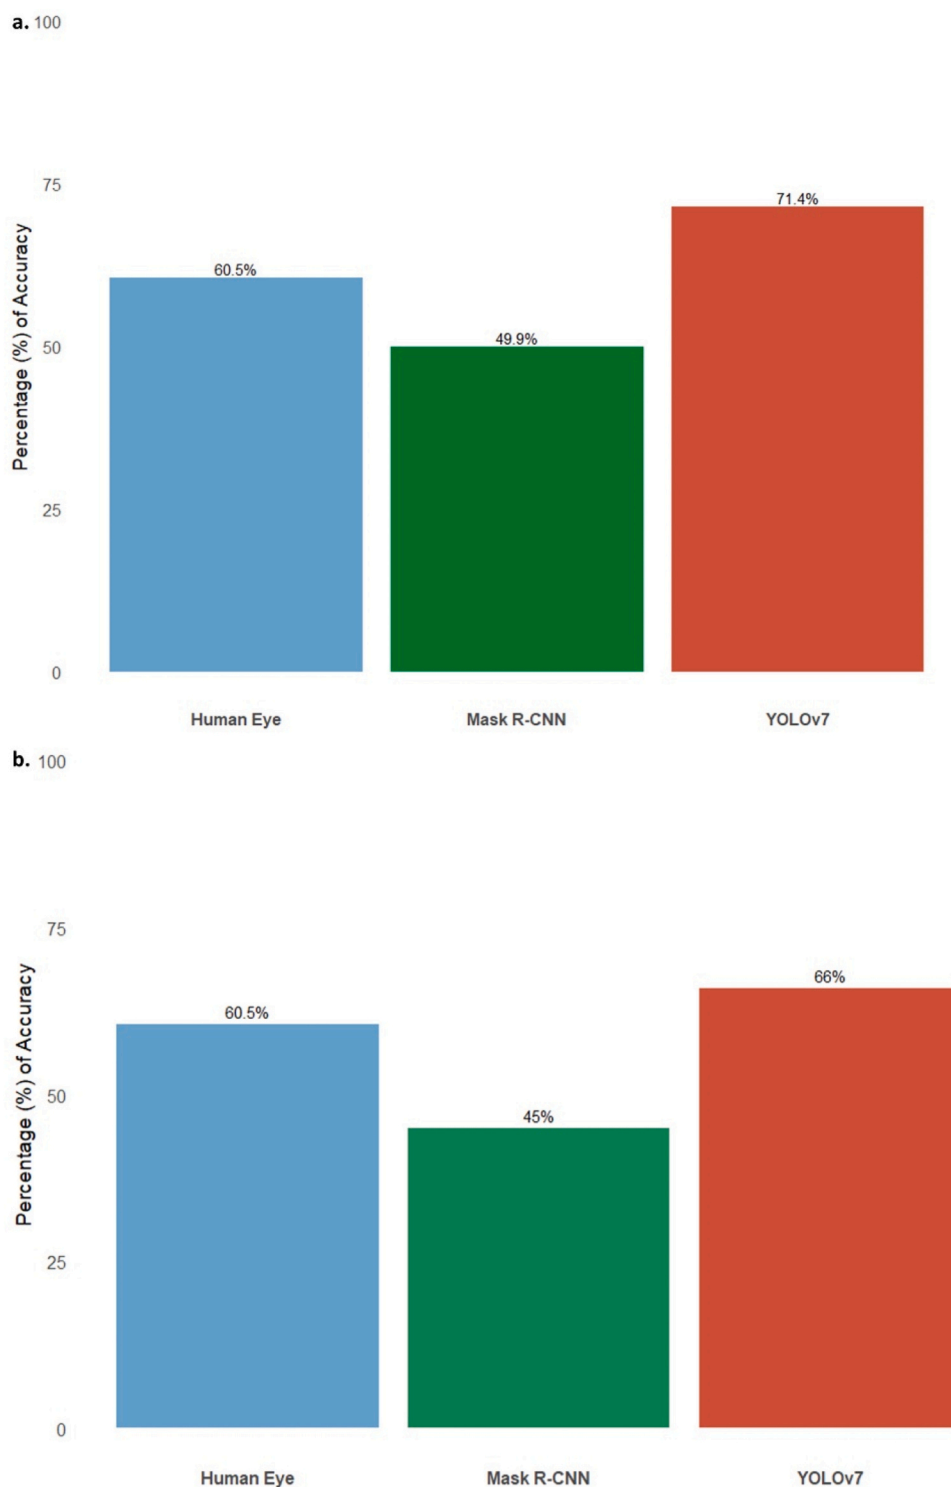 a. 100
75
71.4%
60.5%
50
49.9%
25
0
Percentage (%) of Accuracy
Human Eye Mask R-CNN YOLOv7
b. 100
75
66%
60.5%
50
45%
25
0
Percentage (%) of Accuracy
Human Eye Mask R-CNN YOLOv7